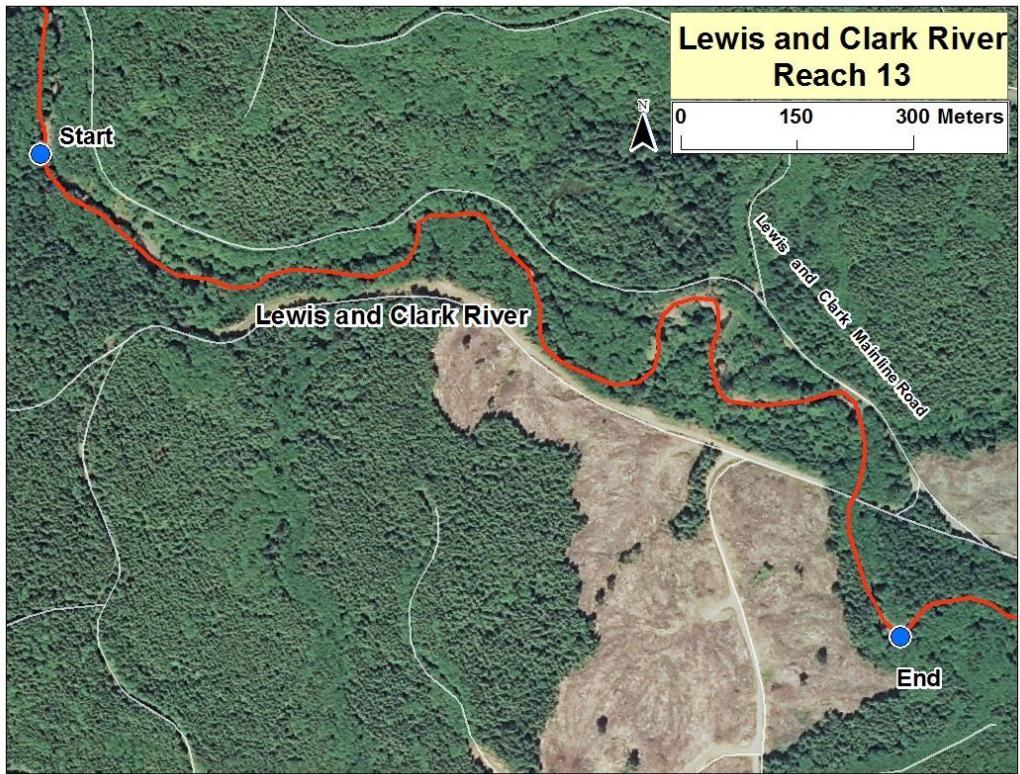 Lewis and Clark River
Reach 13
N
0 150 300 Meters
Start
Lewis and Clark Mainline Road
Lewis and Clark River
End